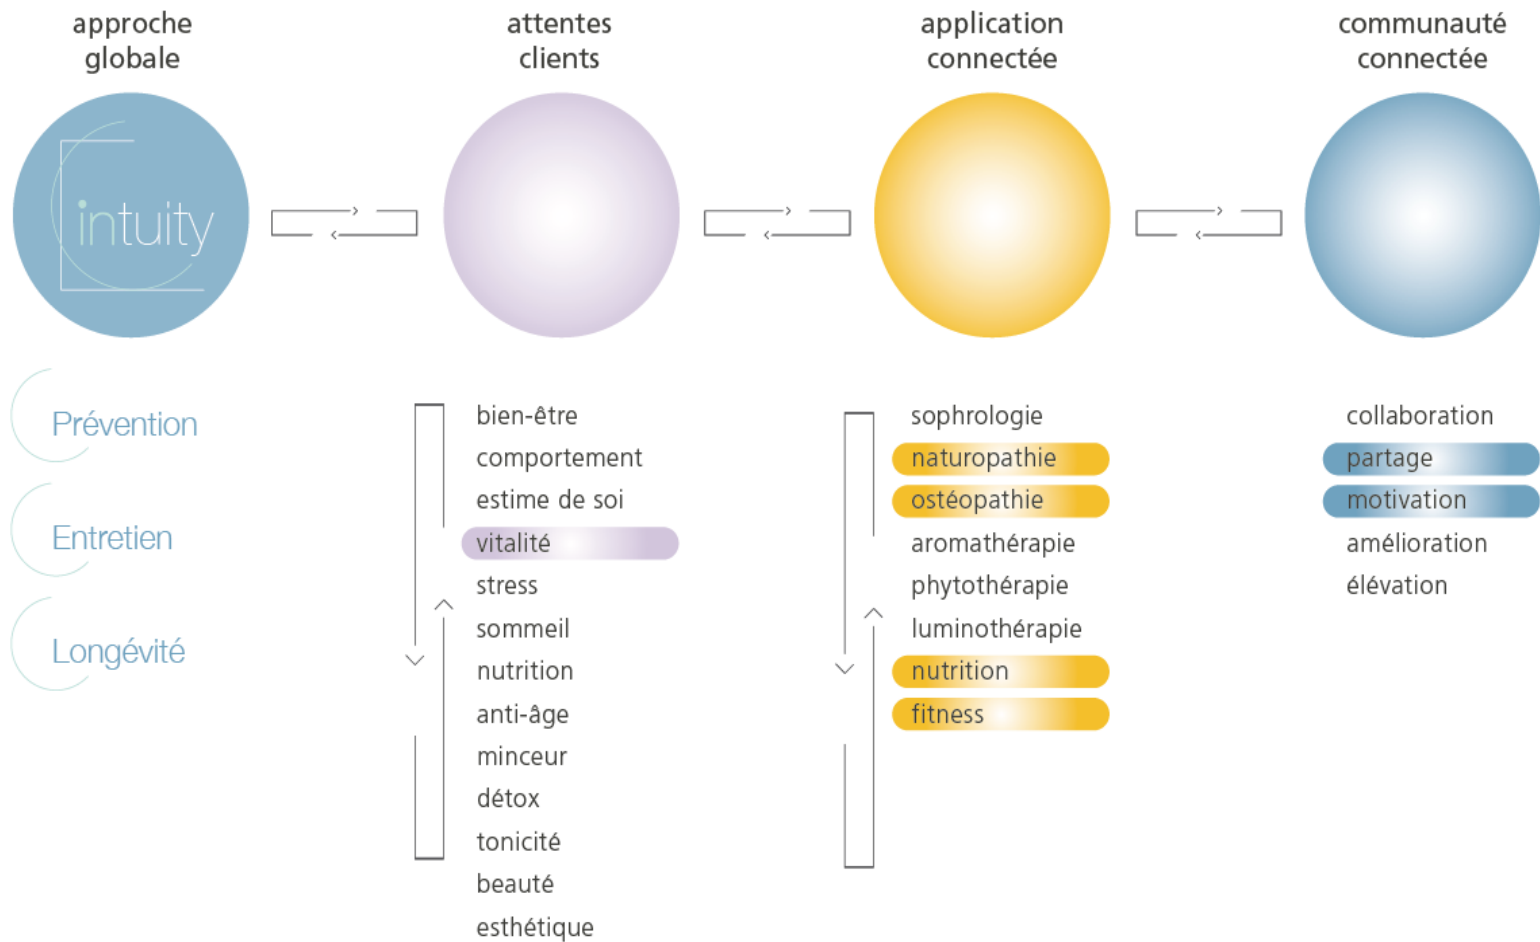 approche
globale
attentes
clients
application
connectée
communauté
connectée
intuity
Prévention
Entretien
Longévité
bien-être
comportement
estime de soi
vitalité
stress
sommeil
nutrition
anti-âge
minceur
détox
tonicité
beauté
esthétique
sophrologie
naturopathie
ostéopathie
aromathérapie
phytothérapie
luminothérapie
nutrition
fitness
collaboration
partage
motivation
amélioration
élévation